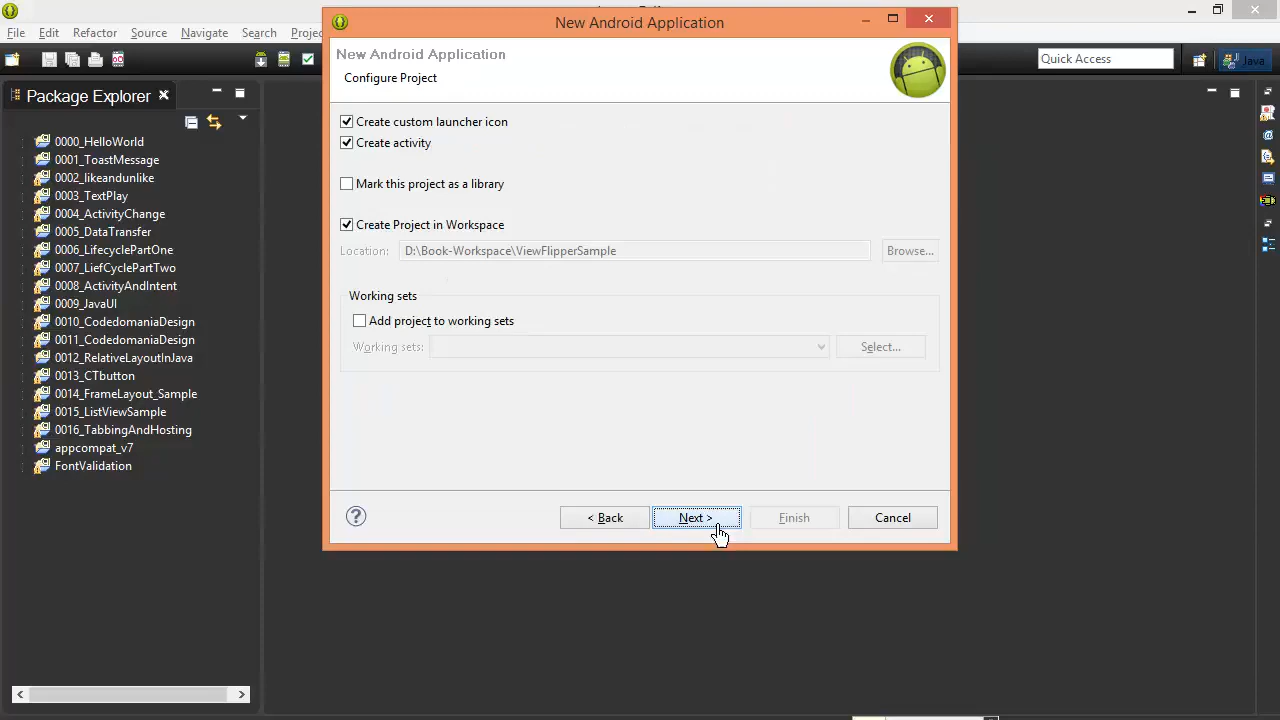 New Android Application
File Edit Refactor Source Navigate Search Projec
Quick Access
Java
Package Explorer
0000_HelloWorld
0001_ToastMessage
0002_likeandunlike
0003_TextPlay
0004_ActivityChange
0005_DataTransfer
0006_LifecyclePartOne
0007_LiefCyclePartTwo
0008_ActivityAndIntent
0009_JavaUI
0010_CodedomaniaDesign
0011_CodedomaniaDesign
0012_RelativeLayoutInJava
0013_CTbutton
0014_FrameLayout_Sample
0015_ListViewSample
0016_TabbingAndHosting
appcompat_v7
FontValidation
New Android Application
Configure Project
Create custom launcher icon
Create activity
Mark this project as a library
Create Project in Workspace
Location: D:\Book-Workspace\ViewFlipperSample Browse...
Working sets
Add project to working sets
Working sets: Select...
? < Back Next > Finish Cancel